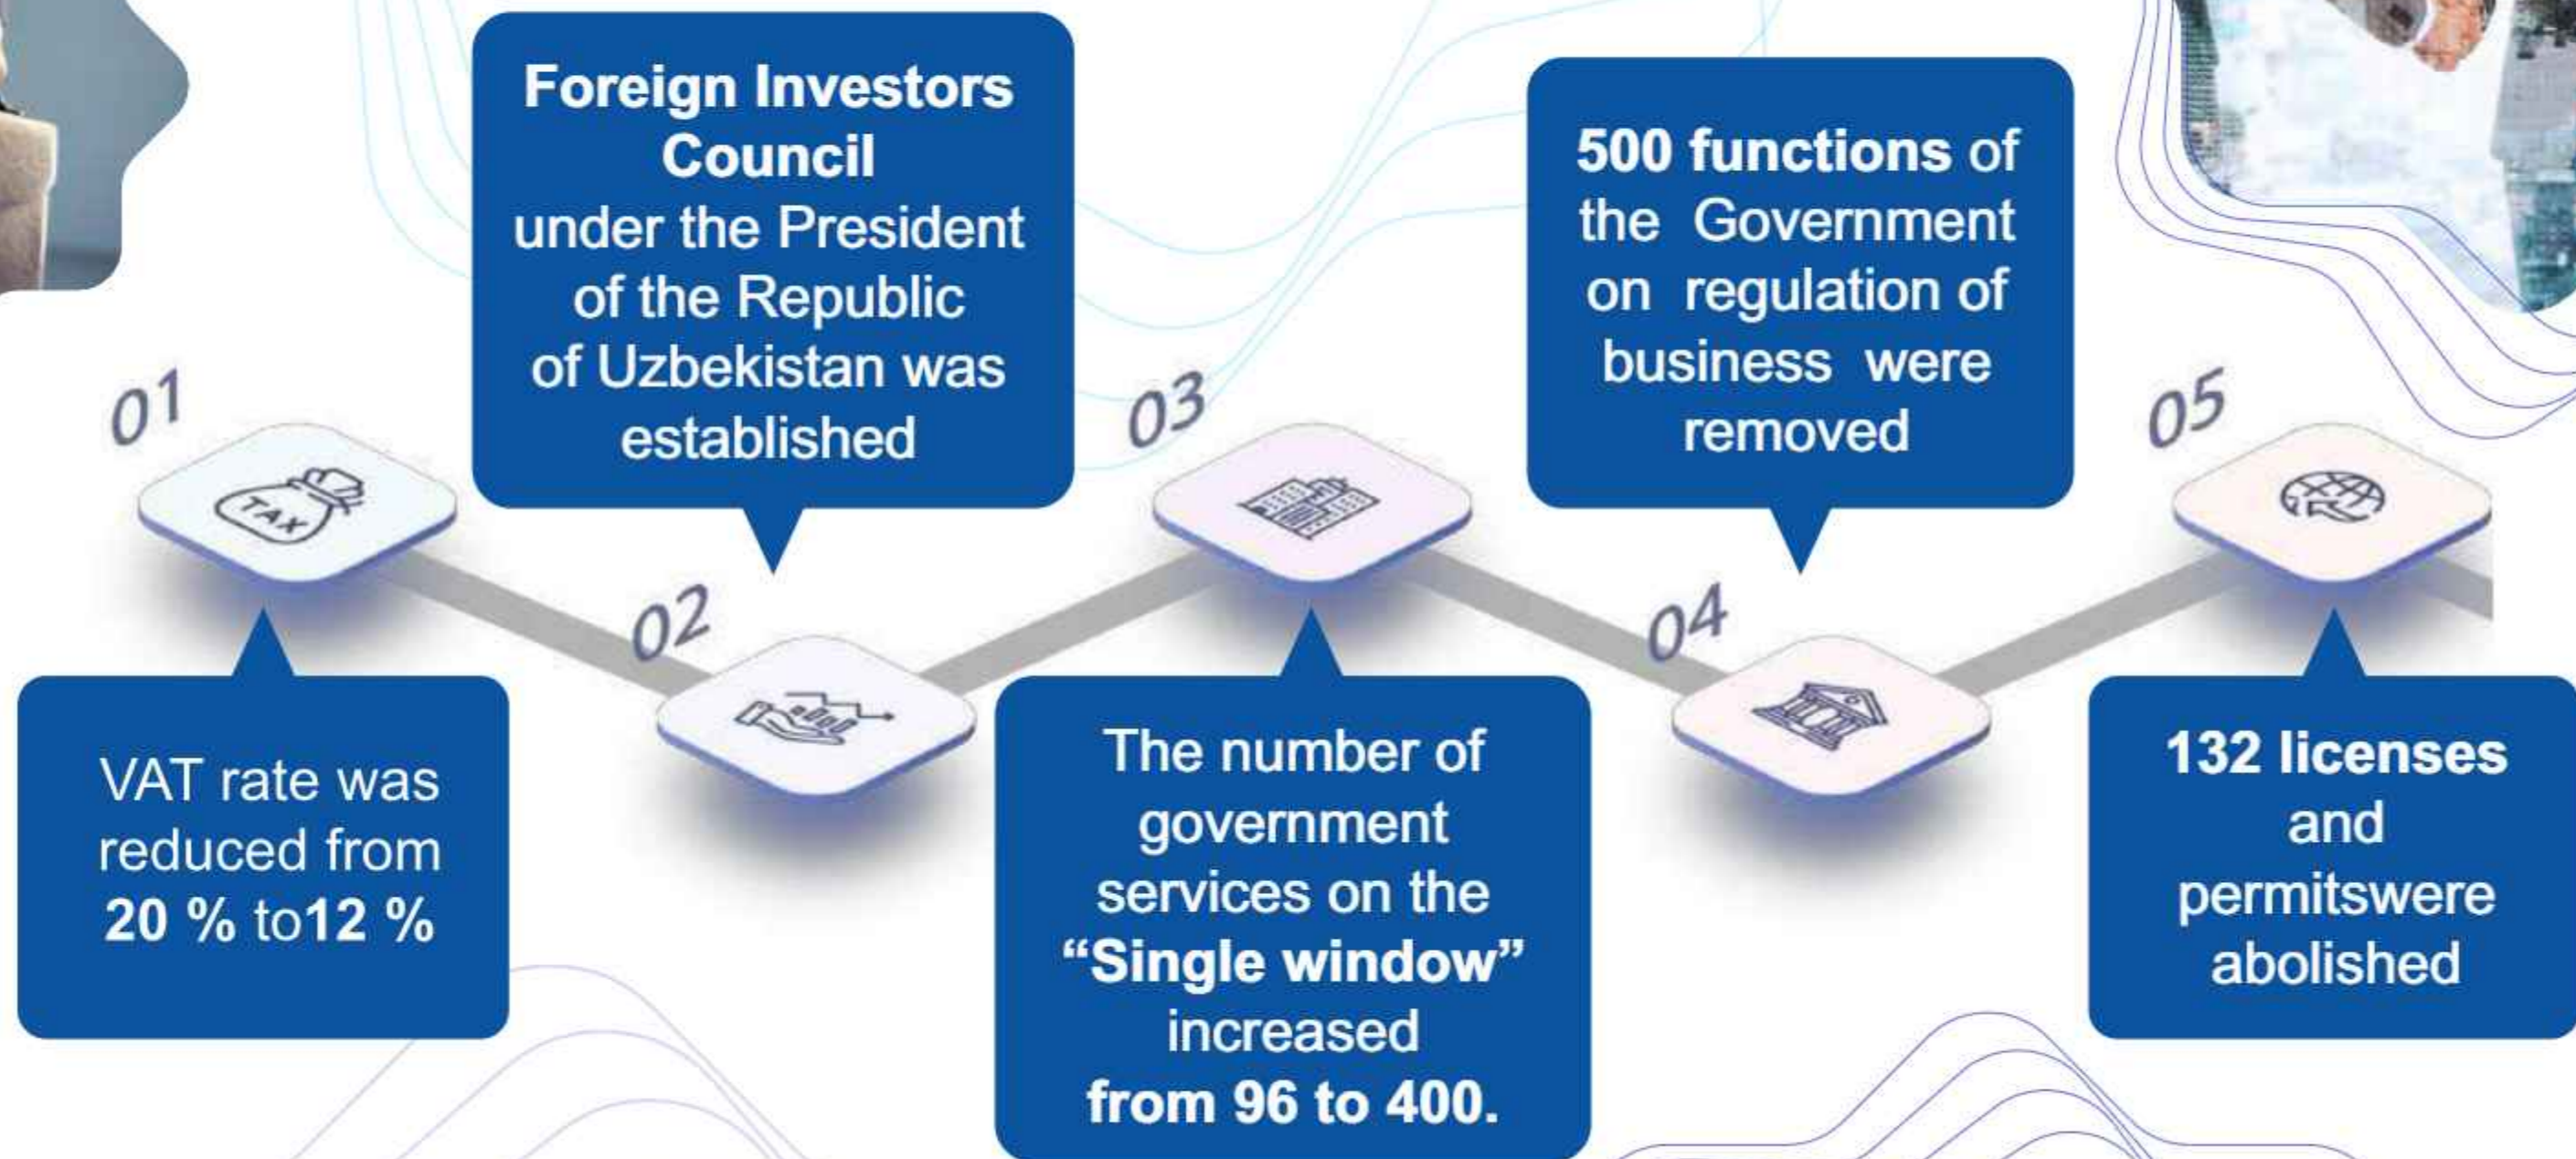 01
TAX
VAT rate was
reduced from
20 % to12 %
Foreign Investors
Council
under the President
of the Republic
of Uzbekistan was
established
02
03
The number of
government
services on the
“Single window”
increased
from 96 to 400.
500 functions of
the Government
on regulation of
business were
removed
04
05
132 licenses
and
permitswere
abolished